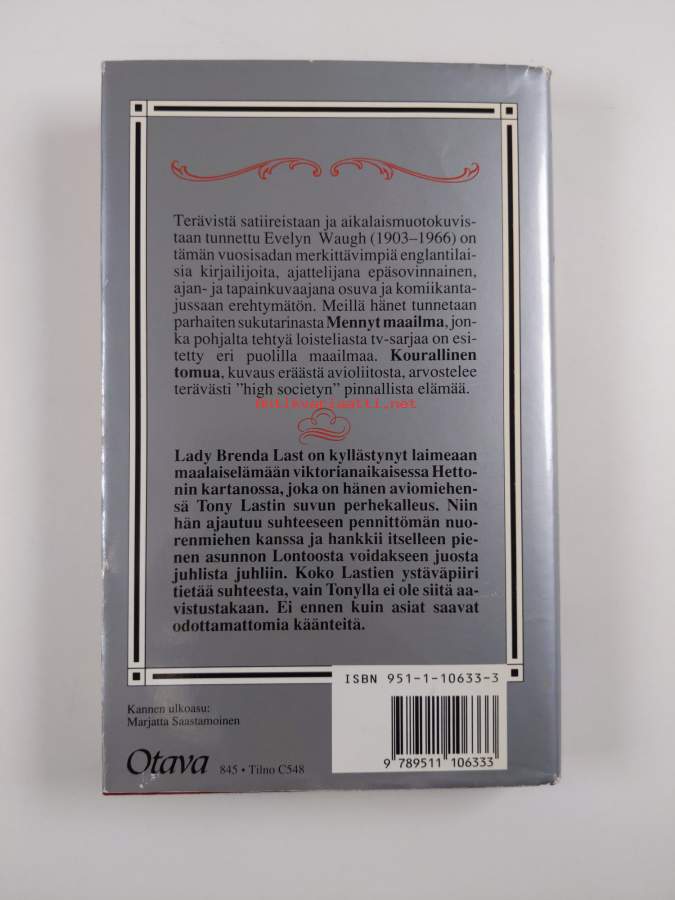 Terävistä satiireistaan ja aikalaismuotokuvis-
taan tunnettu Evelyn Waugh (1903–1966) on
tämän vuosisadan merkittävimpiä englantilai-
sia kirjailijoita, ajattelijana epäsovinnainen,
ajan- ja tapainkuvaajana osuva ja komiikanta-
jussaan erehtymätön. Meillä hänet tunnetaan
parhaiten sukutarinasta Mennyt maailma, jon-
ka pohjalta tehtyä loisteliasta tv-sarjaa on esi-
tetty eri puolilla maailmaa. Kourallinen
tomua, kuvaus eräästä avioliitosta, arvostelee
terävästi ”high societyn” pinnallista elämää.
antikvariaatti.net
Lady Brenda Last on kyllästynyt laimeaan
maalaiselämään viktorianaikaisessa Hetto-
nin kartanossa, joka on hänen aviomiehen-
sä Tony Lastin suvun perhekalleus. Niin
hän ajautuu suhteeseen pennittömän nuo-
renmiehen kanssa ja hankkii itselleen pie-
nen asunnon Lontoosta voidakseen juosta
juhlista juhliin. Koko Lastien ystäväpiiri
tietää suhteesta, vain Tonylla ei ole siitä aa-
vistustakaan. Ei ennen kuin asiat saavat
odottamattomia käänteitä.
ISBN 951-1-10633-3
9 789511 106333
Kannen ulkoasu:
Marjatta Saastamoinen
Otava 845 • Tilno C548